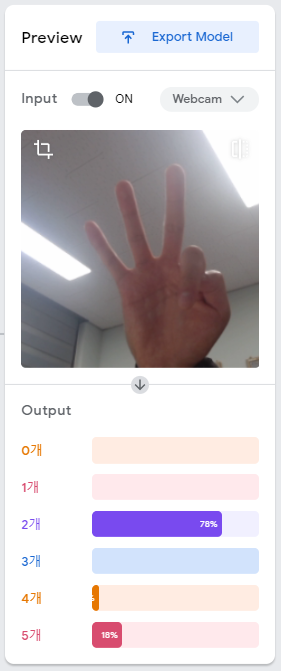 Preview
Export Model
Input
ON
Webcam
Output
0개
1개
2개
78%
3개
4개
5개
18%